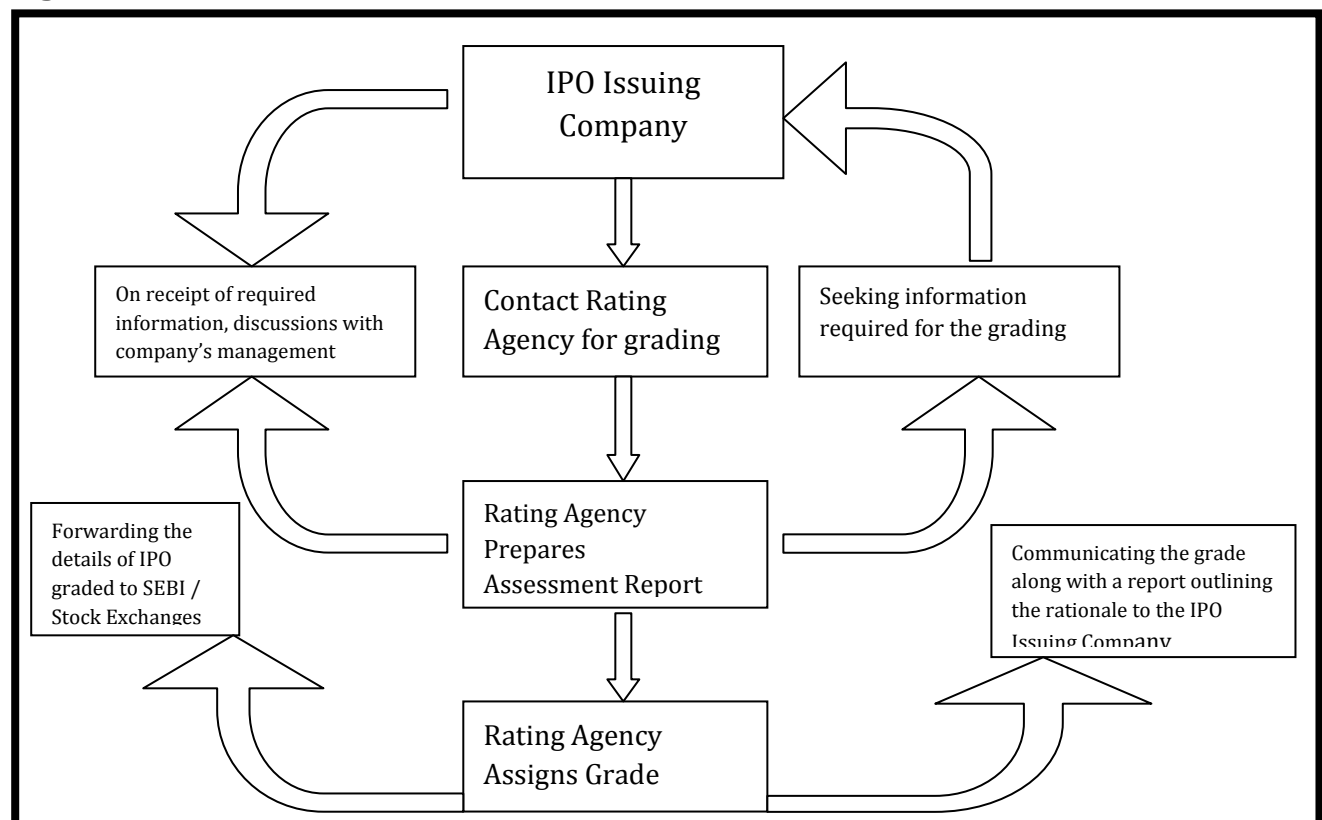 IPO Issuing
Company
On receipt of required
information, discussions with
company’s management
Contact Rating
Agency for grading
Seeking information
required for the grading
Rating Agency
Prepares
Assessment Report
Forwarding the
details of IPO
graded to SEBI /
Stock Exchanges
Communicating the grade
along with a report outlining
the rationale to the IPO
Issuing Company
Rating Agency
Assigns Grade